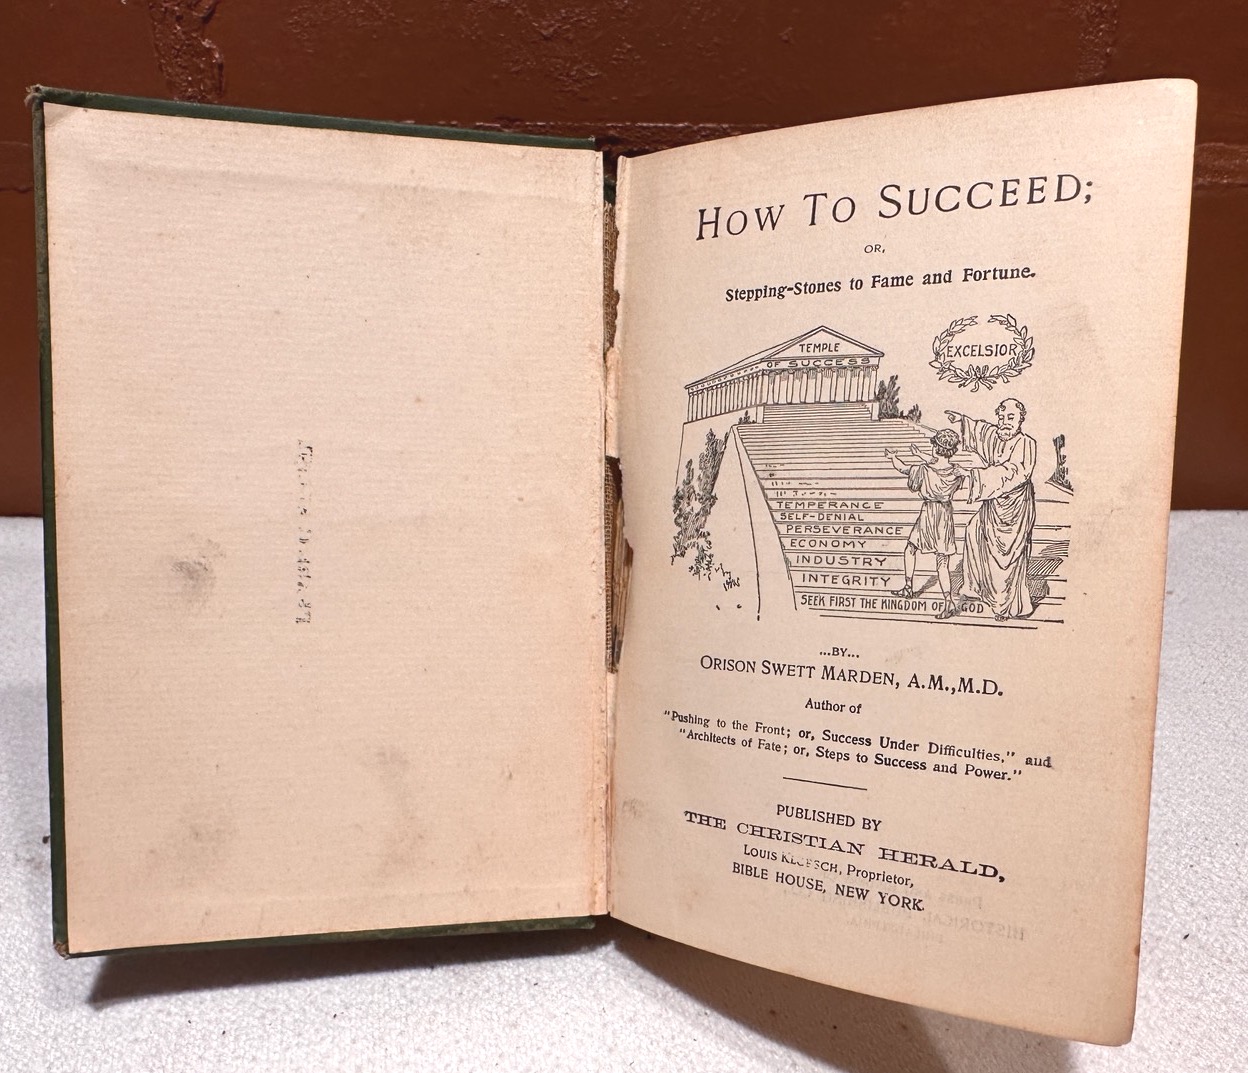 HOW TO SUCCEED;
OR,
Stepping-Stones to Fame and Fortune.
TEMPLE
OF SUCCESS
EXCELSIOR
TEMPERANCE
SELF-DENIAL
PERSEVERANCE
ECONOMY
INDUSTRY
INTEGRITY
SEEK FIRST THE KINGDOM OF GOD
...BY...
ORISON SWETT MARDEN, A.M., M.D.
Author of
"Pushing to the Front; or, Success Under Difficulties," and
"Architects of Fate; or, Steps to Success and Power."
PUBLISHED BY
THE CHRISTIAN HERALD,
LOUIS KLOPSCH, Proprietor,
BIBLE HOUSE, NEW YORK.